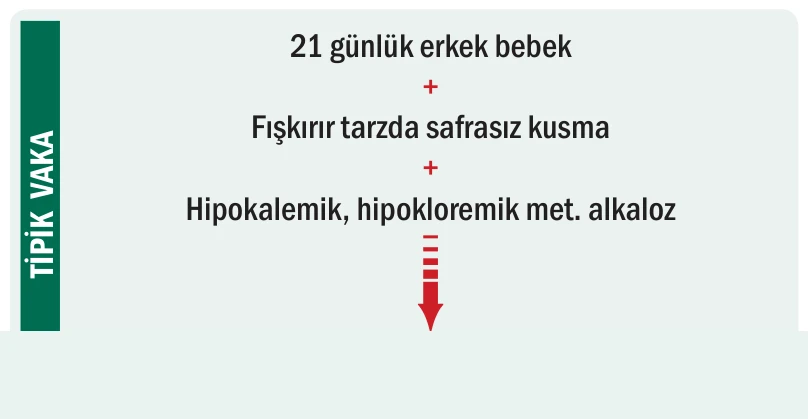 TİPİK VAKA
21 günlük erkek bebek
+
Fışkırır tarzda safrasız kusma
+
Hipokalemik, hipokloremik met. alkaloz